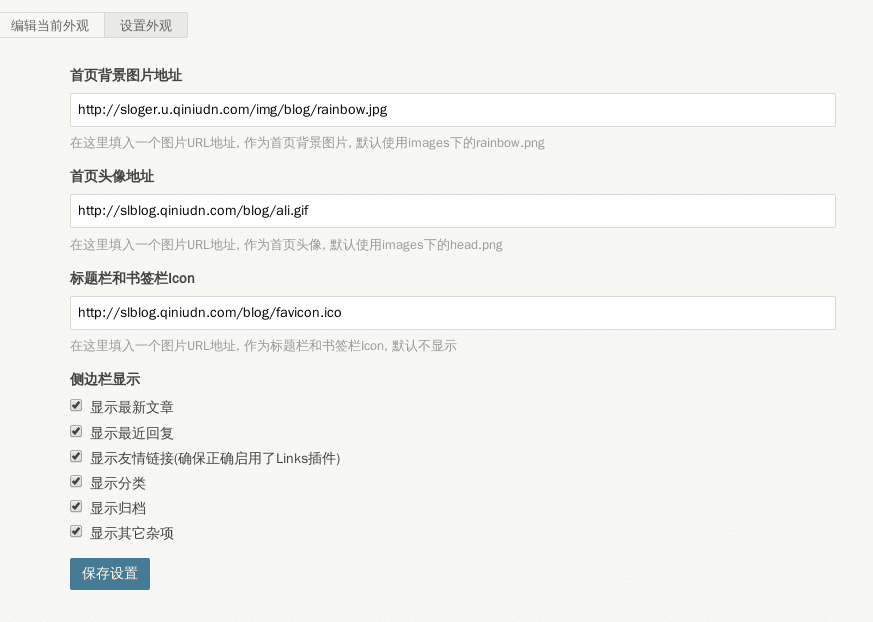 编辑当前外观 设置外观
首页背景图片地址
http://sloger.u.qiniudn.com/img/blog/rainbow.jpg
在这里填入一个图片URL地址, 作为首页背景图片, 默认使用images下的rainbow.png
首页头像地址
http://slblog.qiniudn.com/blog/ali.gif
在这里填入一个图片URL地址, 作为首页头像, 默认使用images下的head.png
标题栏和书签栏Icon
http://slblog.qiniudn.com/blog/favicon.ico
在这里填入一个图片URL地址, 作为标题栏和书签栏Icon, 默认不显示
侧边栏显示
显示最新文章
显示最近回复
显示友情链接(确保正确启用了Links插件)
显示分类
显示归档
显示其它杂项
保存设置